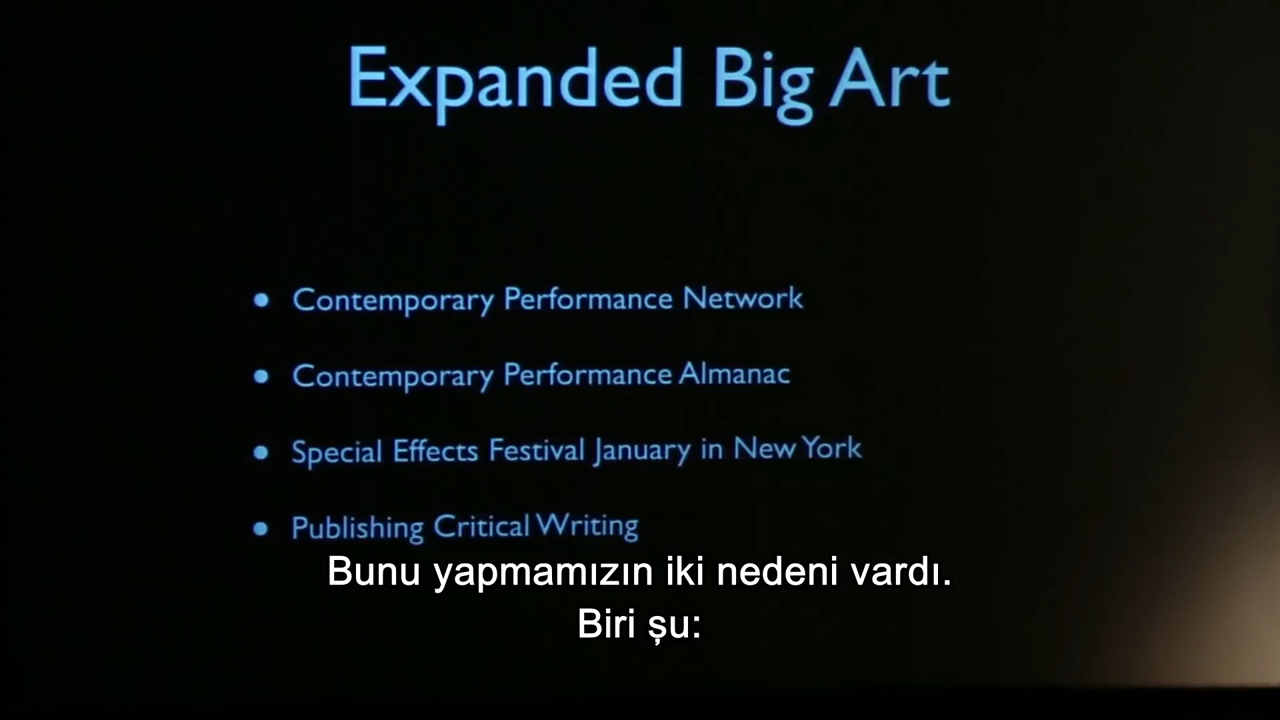 Expanded Big Art
• Contemporary Performance Network
• Contemporary Performance Almanac
• Special Effects Festival January in New York
• Publishing Critical Writing
Bunu yapmamızın iki nedeni vardı.
Biri şu: